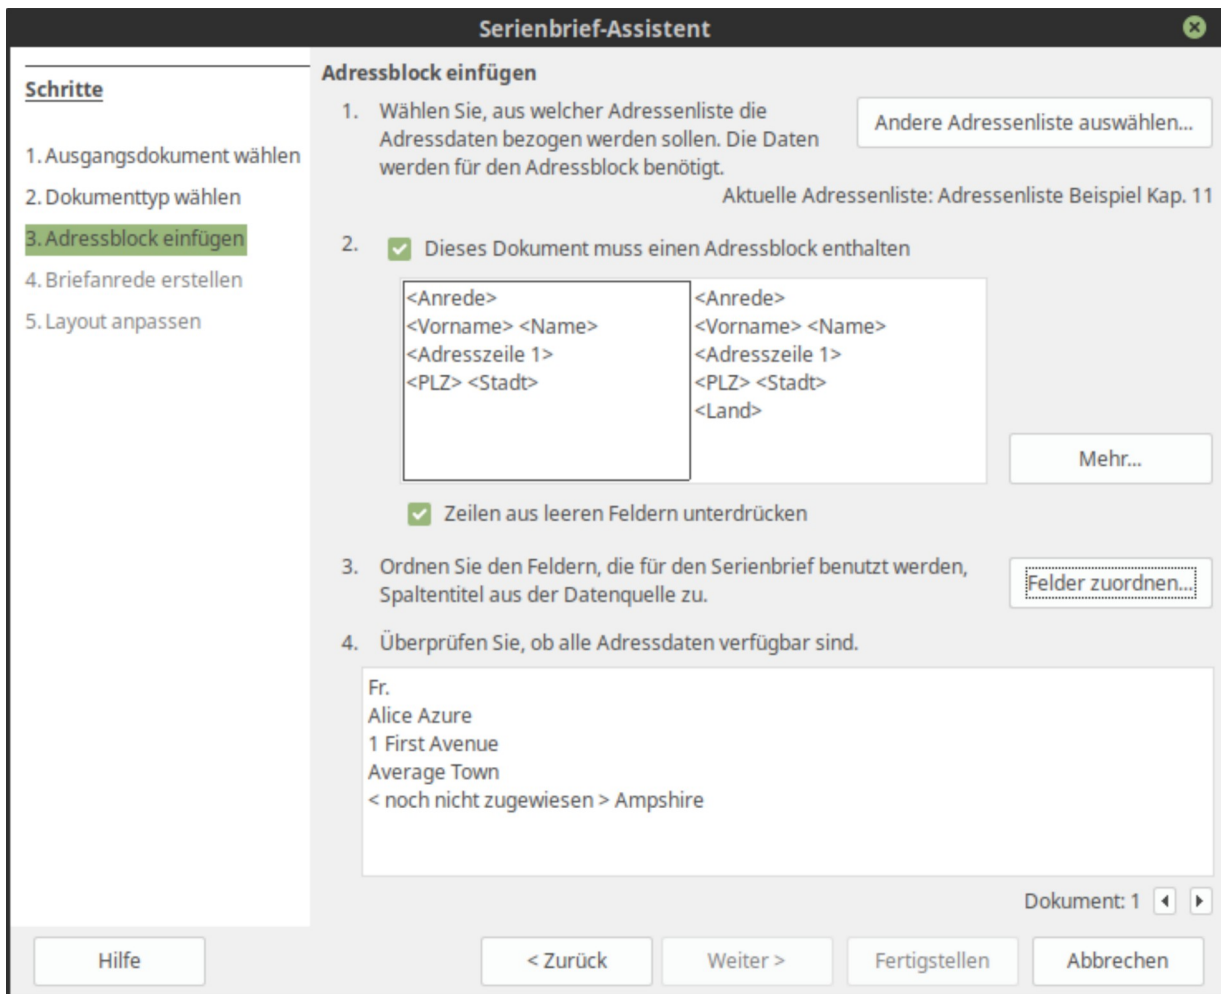 Serienbrief-Assistent
Schritte
1. Ausgangsdokument wählen
2. Dokumenttyp wählen
3. Adressblock einfügen
4. Briefanrede erstellen
5. Layout anpassen
Adressblock einfügen
1. Wählen Sie, aus welcher Adressenliste die
Adressdaten bezogen werden sollen. Die Daten
werden für den Adressblock benötigt.
Andere Adressenliste auswählen...
Aktuelle Adressenliste: Adressenliste Beispiel Kap. 11
2. Dieses Dokument muss einen Adressblock enthalten
<Anrede>
<Vorname> <Name>
<Adresszeile 1>
<PLZ> <Stadt>
<Anrede>
<Vorname> <Name>
<Adresszeile 1>
<PLZ> <Stadt>
<Land>
Mehr...
Zeilen aus leeren Feldern unterdrücken
3. Ordnen Sie den Feldern, die für den Serienbrief benutzt werden,
Spaltentitel aus der Datenquelle zu.
Felder zuordnen...
4. Überprüfen Sie, ob alle Adressdaten verfügbar sind.
Fr.
Alice Azure
1 First Avenue
Average Town
< noch nicht zugewiesen > Ampshire
Dokument: 1
Hilfe
< Zurück
Weiter >
Fertigstellen
Abbrechen